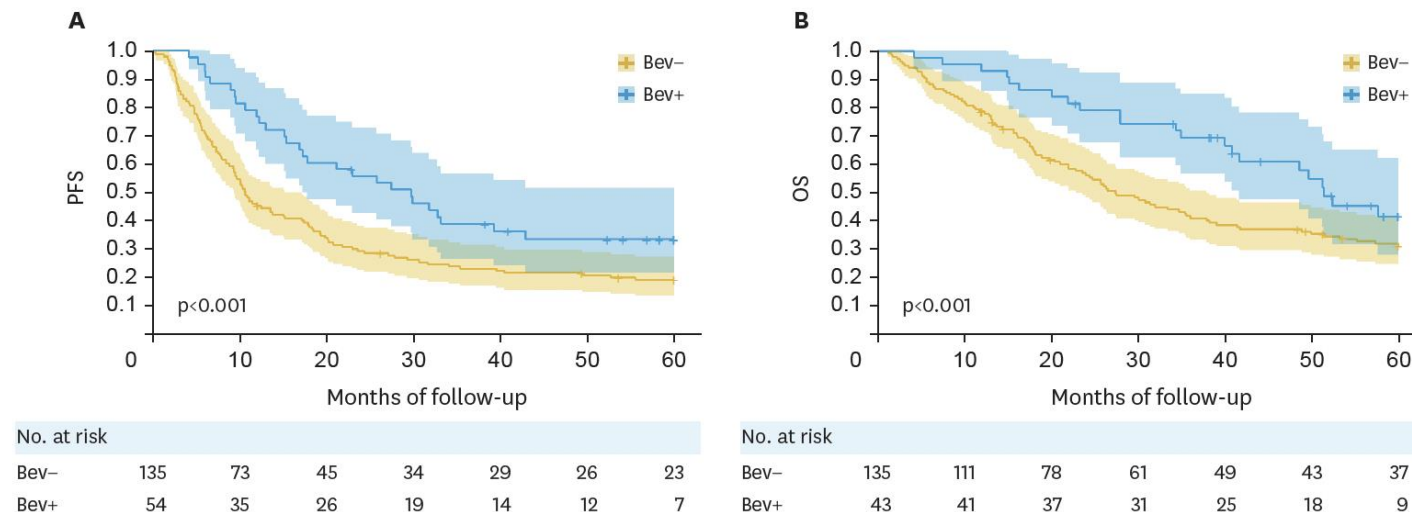 A
PFS
1.0
0.9
0.8
0.7
0.6
0.5
0.4
0.3
0.2
0.1
p<0.001
Bev−
Bev+
0 10 20 30 40 50 60
Months of follow-up
No. at risk
Bev− 135 73 45 34 29 26 23
Bev+ 54 35 26 19 14 12 7
B
OS
1.0
0.9
0.8
0.7
0.6
0.5
0.4
0.3
0.2
0.1
p<0.001
Bev−
Bev+
0 10 20 30 40 50 60
Months of follow-up
No. at risk
Bev− 135 111 78 61 49 43 37
Bev+ 43 41 37 31 25 18 9